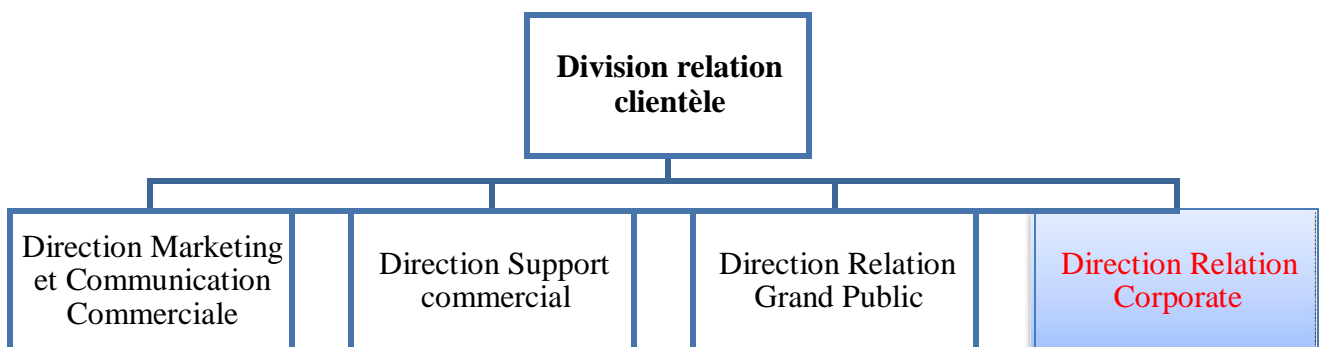 Division relation
clientèle
Direction Marketing
et Communication
Commerciale
Direction Support
commercial
Direction Relation
Grand Public
Direction Relation
Corporate